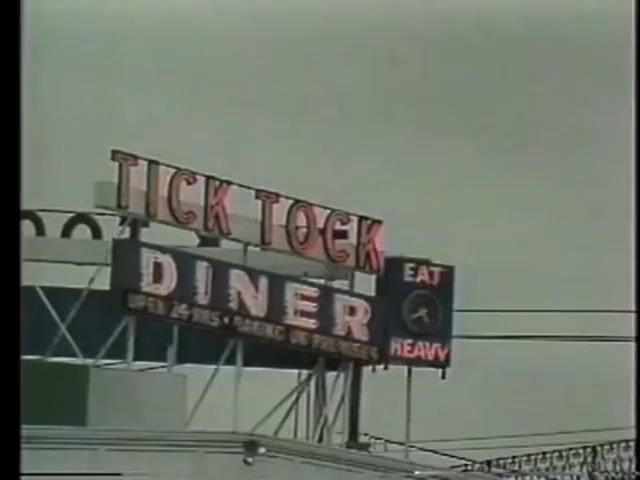 TICK TOCK
DINER
OPEN 24 HRS • BAKING ON PREMISES
EAT
HEAVY